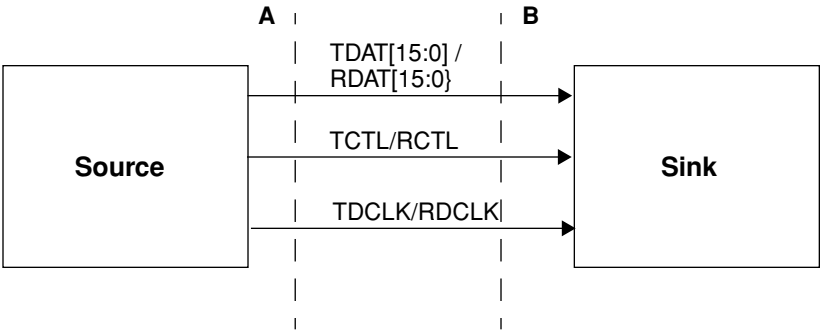 A B
TDAT[15:0] /
RDAT[15:0}
TCTL/RCTL
Source
Sink
TDCLK/RDCLK